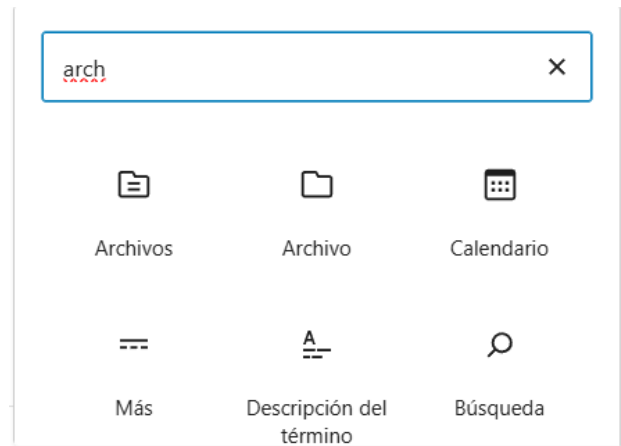 arch
Archivos
Archivo
Calendario
Más
Descripción del
término
Búsqueda